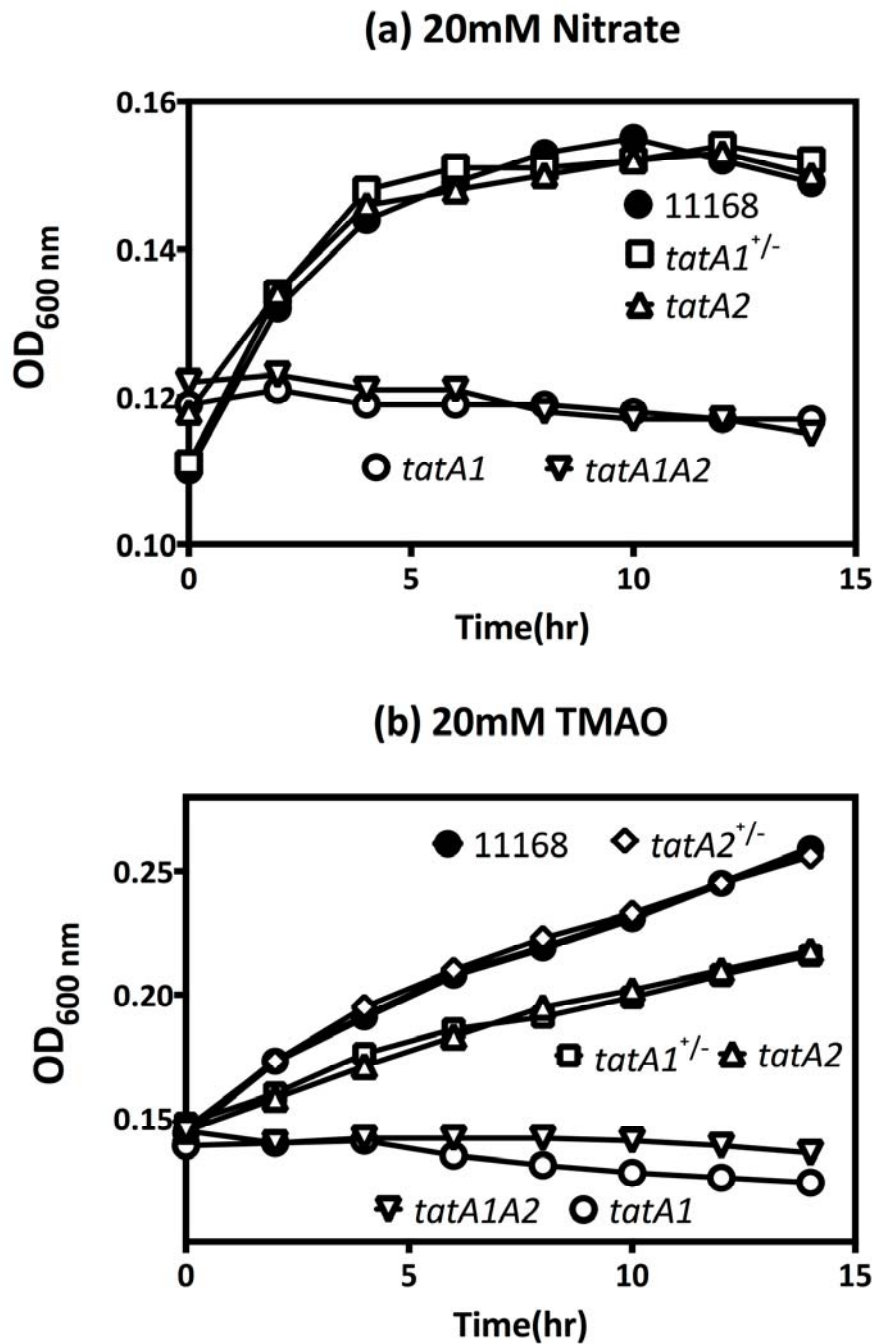 (a) 20mM Nitrate
0.16
0.14
0.12
0.10
OD600 nm
11168
tatA1+/-
tatA2
tatA1 tatA1A2
0 5 10 15
Time(hr)
(b) 20mM TMAO
0.25
0.20
0.15
OD600 nm
11168 tatA2+/-
tatA1+/- tatA2
tatA1A2 tatA1
0 5 10 15
Time(hr)